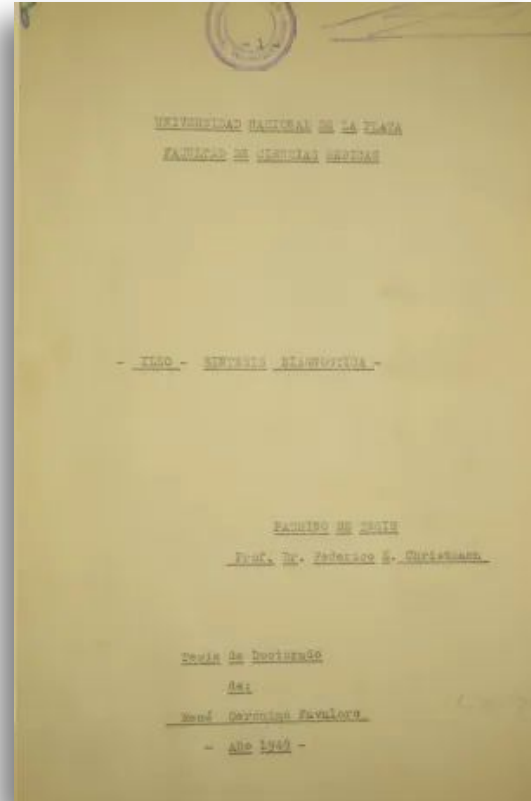 - 1 -
UNIVERSIDAD NACIONAL DE LA PLATA
FACULTAD DE CIENCIAS MEDICAS
- ILEO - SINTESIS DIAGNOSTICA -
PADRINO DE TESIS
Prof. Dr. Federico E. Christmann
Tesis de Doctorado
de:
René Gerónimo Favaloro
- Año 1949 -